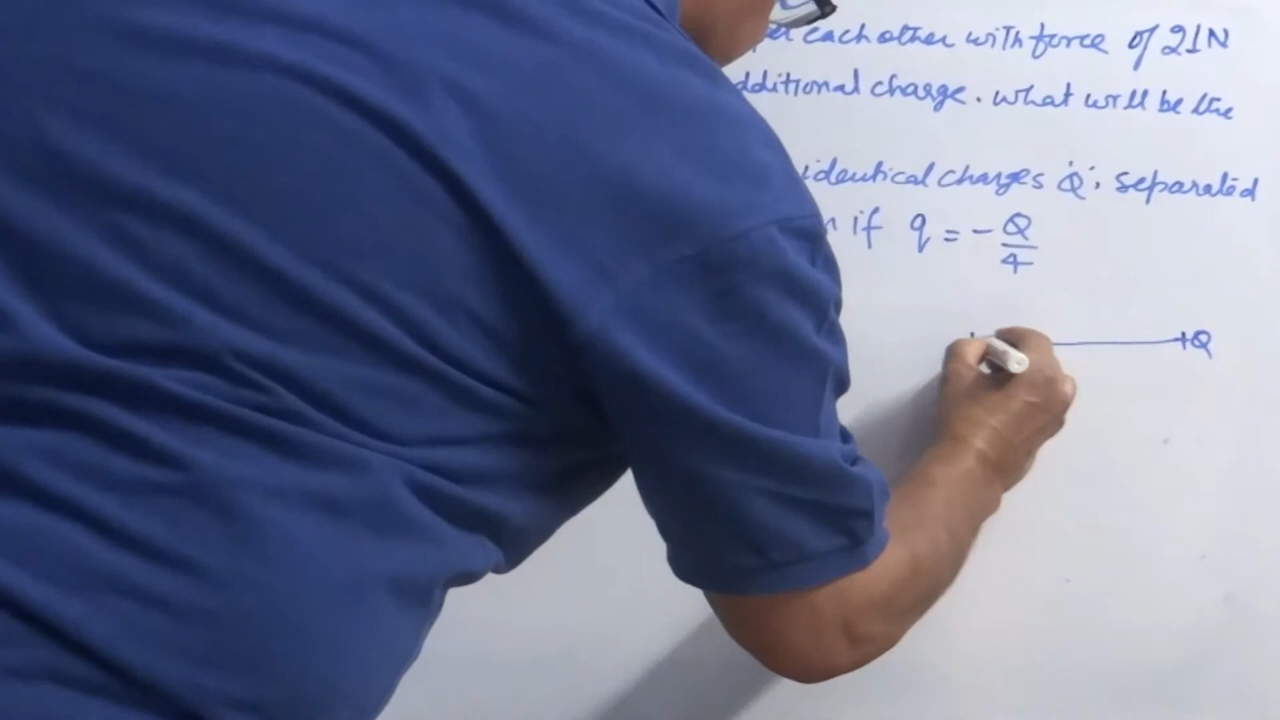 each other with force of 21N
additional charge. What will be the
identical charges 'Q', separated
if q = - Q/4
+Q